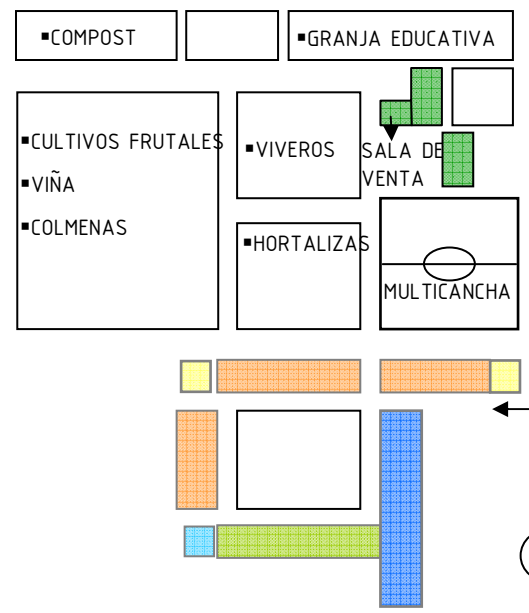 ▪COMPOST
▪GRANJA EDUCATIVA
▪CULTIVOS FRUTALES
▪VIÑA
▪COLMENAS
▪VIVEROS
SALA DE
VENTA
▪HORTALIZAS
MULTICANCHA